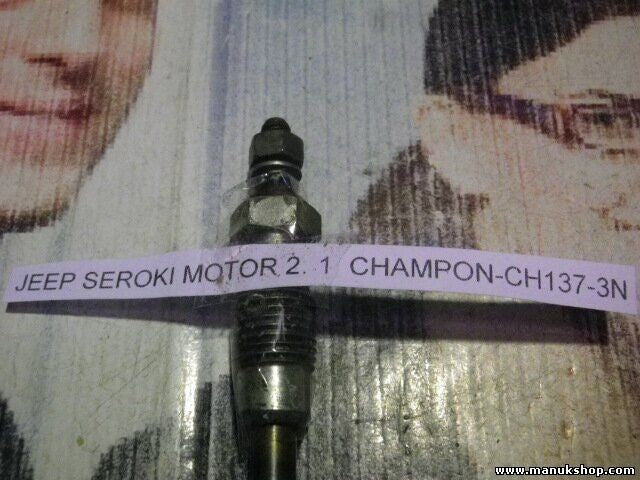 JEEP SEROKI MOTOR 2. 1 CHAMPON-CH137-3N
www.manukshop.com